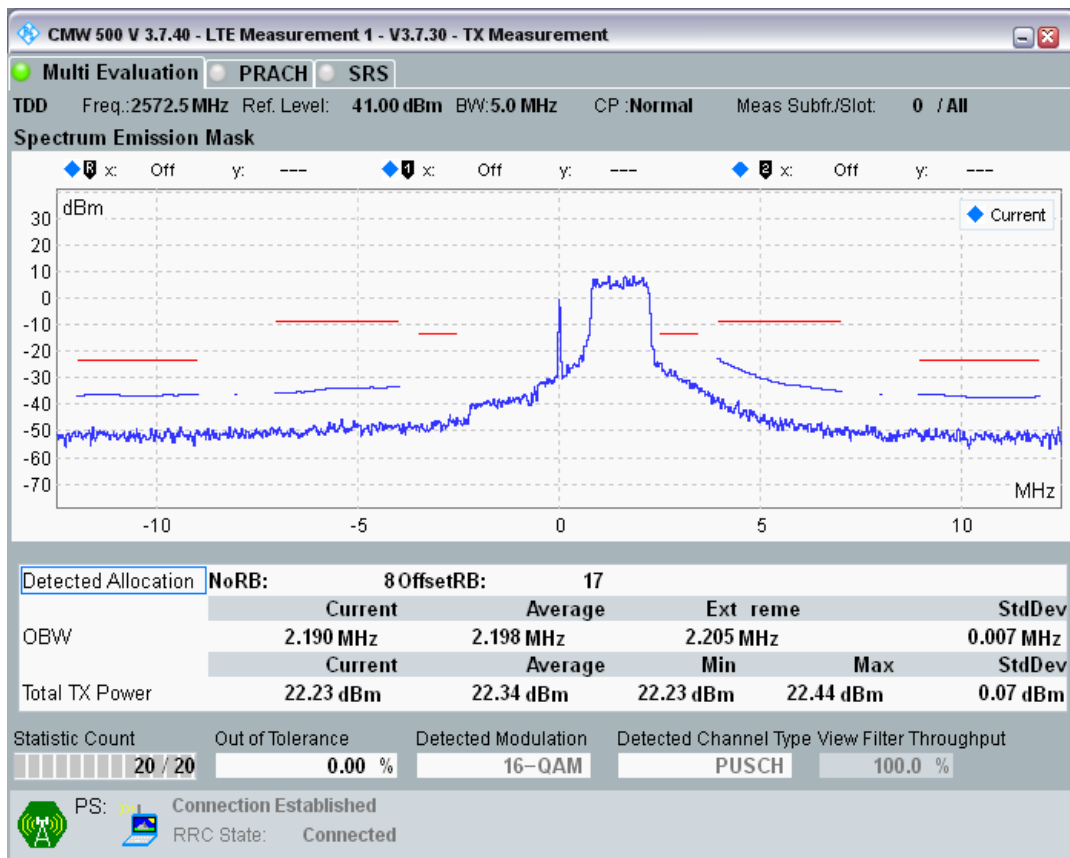 CMW 500 V 3.7.40 - LTE Measurement 1 - V3.7.30 - TX Measurement
Multi Evaluation PRACH SRS
TDD Freq.:2572.5 MHz Ref. Level: 41.00 dBm BW:5.0 MHz CP :Normal Meas Subfr./Slot: 0 / All
Spectrum Emission Mask
R x: Off y: --- 1 x: Off y: --- 2 x: Off y: ---
dBm
Current
30
20
10
0
-10
-20
-30
-40
-50
-60
-70
MHz
-10 -5 0 5 10
Detected Allocation NoRB: 8 OffsetRB: 17
Current Average Ext reme StdDev
OBW 2.190 MHz 2.198 MHz 2.205 MHz 0.007 MHz
Current Average Min Max StdDev
Total TX Power 22.23 dBm 22.34 dBm 22.23 dBm 22.44 dBm 0.07 dBm
Statistic Count Out of Tolerance Detected Modulation Detected Channel Type View Filter Throughput
20 / 20 0.00 % 16-QAM PUSCH 100.0 %
PS: Connection Established
RRC State: Connected